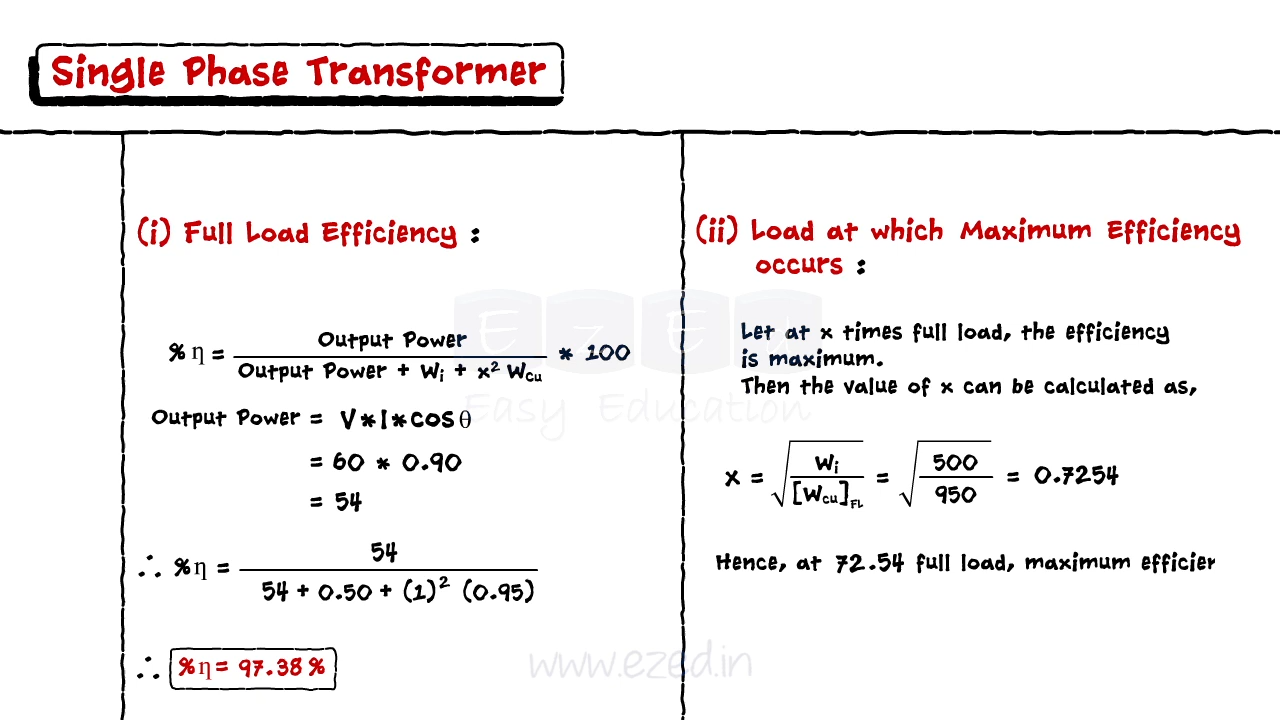 Single Phase Transformer
(i) Full Load Efficiency :
% η = Output Power / Output Power + Wi + x² WCu * 100
Output Power = V * I * cos θ
= 60 * 0.90
= 54
∴ % η = 54 / 54 + 0.50 + (1)² (0.95)
∴ % η = 97.38 %
(ii) Load at which Maximum Efficiency
occurs :
Let at x times full load, the efficiency
is maximum.
Then the value of x can be calculated as,
x = √ Wi / [WCu]FL = √ 500 / 950 = 0.7254
Hence, at 72.54 full load, maximum efficier
EZEd
Easy Education
www.ezed.in